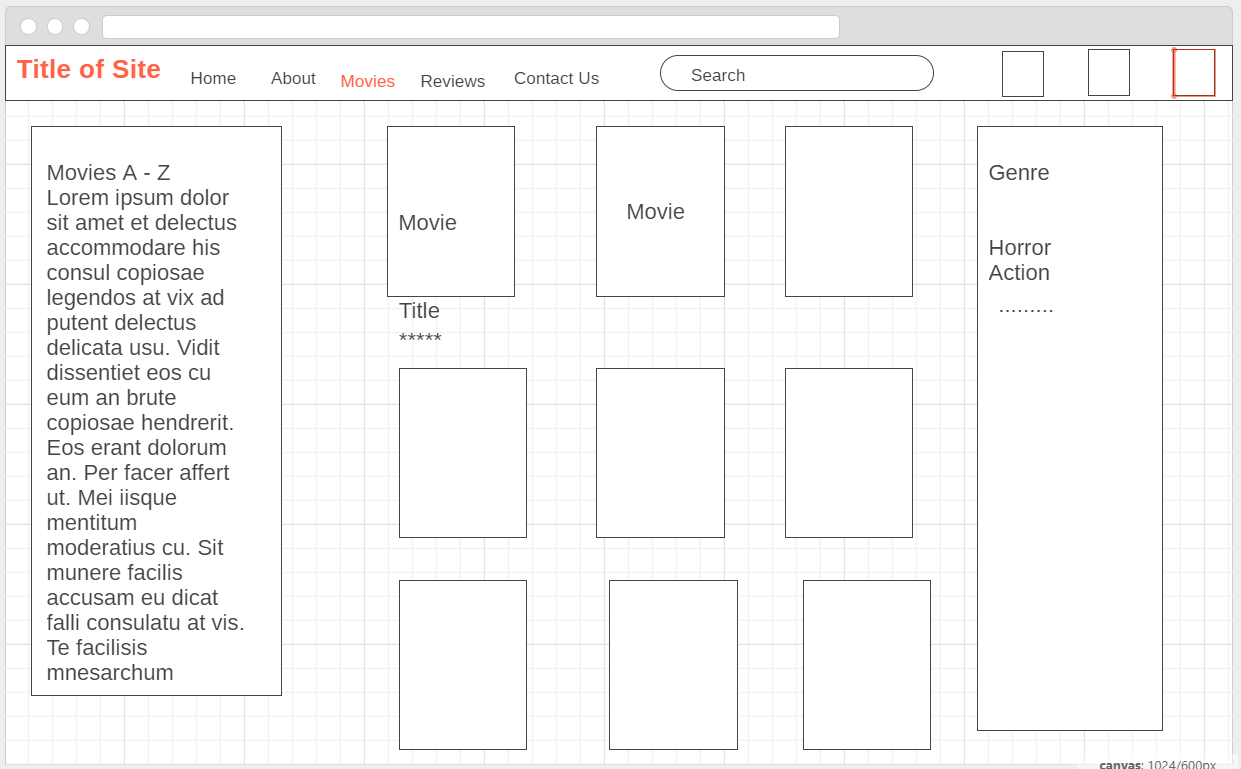 Title of Site
Home About Movies Reviews Contact Us
Search
Movies A - Z
Lorem ipsum dolor
sit amet et delectus
accommodare his
consul copiosae
legendos at vix ad
putent delectus
delicata usu. Vidit
dissentiet eos cu
eum an brute
copiosae hendrerit.
Eos erant dolorum
an. Per facer affert
ut. Mei iisque
mentitum
moderatius cu. Sit
munere facilis
accusam eu dicat
falli consulatu at vis.
Te facilisis
mnesarchum
Movie
Title
*****
Movie
Genre
Horror
Action
.........
canvas: 1024/600px